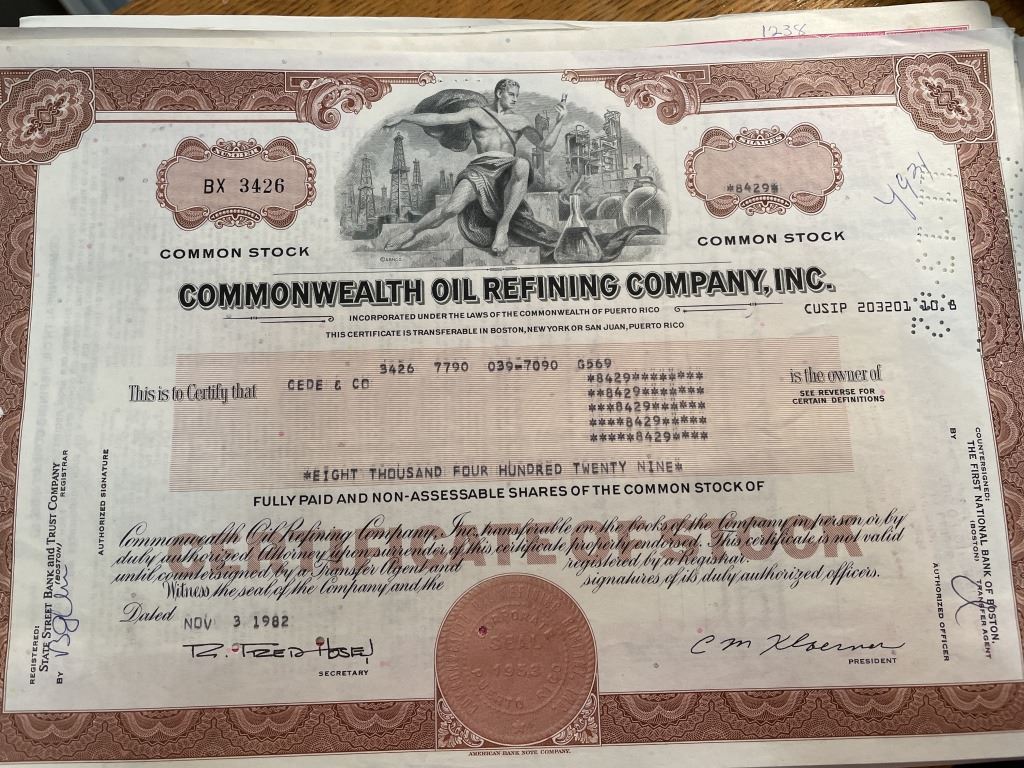 1238
NUMBER
BX 3426
COMMON STOCK
SHARES
*8429*
COMMON STOCK
COMMONWEALTH OIL REFINING COMPANY, INC.
INCORPORATED UNDER THE LAWS OF THE COMMONWEALTH OF PUERTO RICO
THIS CERTIFICATE IS TRANSFERABLE IN BOSTON, NEW YORK OR SAN JUAN, PUERTO RICO
CUSIP 203201 10 8
3426 7790 039-7090 G569
This is to Certify that
CEDE & CO
*8429********
**8429*******
***8429******
****8429*****
*****8429****
is the owner of
SEE REVERSE FOR
CERTAIN DEFINITIONS
*EIGHT THOUSAND FOUR HUNDRED TWENTY NINE*
FULLY PAID AND NON-ASSESSABLE SHARES OF THE COMMON STOCK OF
CERTIFICATE OF STOCK
Commonwealth Oil Refining Company, Inc., transferable on the books of the Company in person or by
duly authorized Attorney upon surrender of this certificate properly endorsed. This certificate is not valid
until countersigned by a Transfer Agent and registered by a Registrar.
Witness, the seal of the Company and the signatures of its duly authorized officers.
Dated NOV 3 1982
SECRETARY
PRESIDENT
REGISTERED:
STATE STREET BANK AND TRUST COMPANY
(BOSTON) REGISTRAR
BY
AUTHORIZED SIGNATURE
COUNTERSIGNED:
THE FIRST NATIONAL BANK OF BOSTON,
(BOSTON) TRANSFER AGENT
BY
AUTHORIZED OFFICER
1953
AMERICAN BANK NOTE COMPANY.